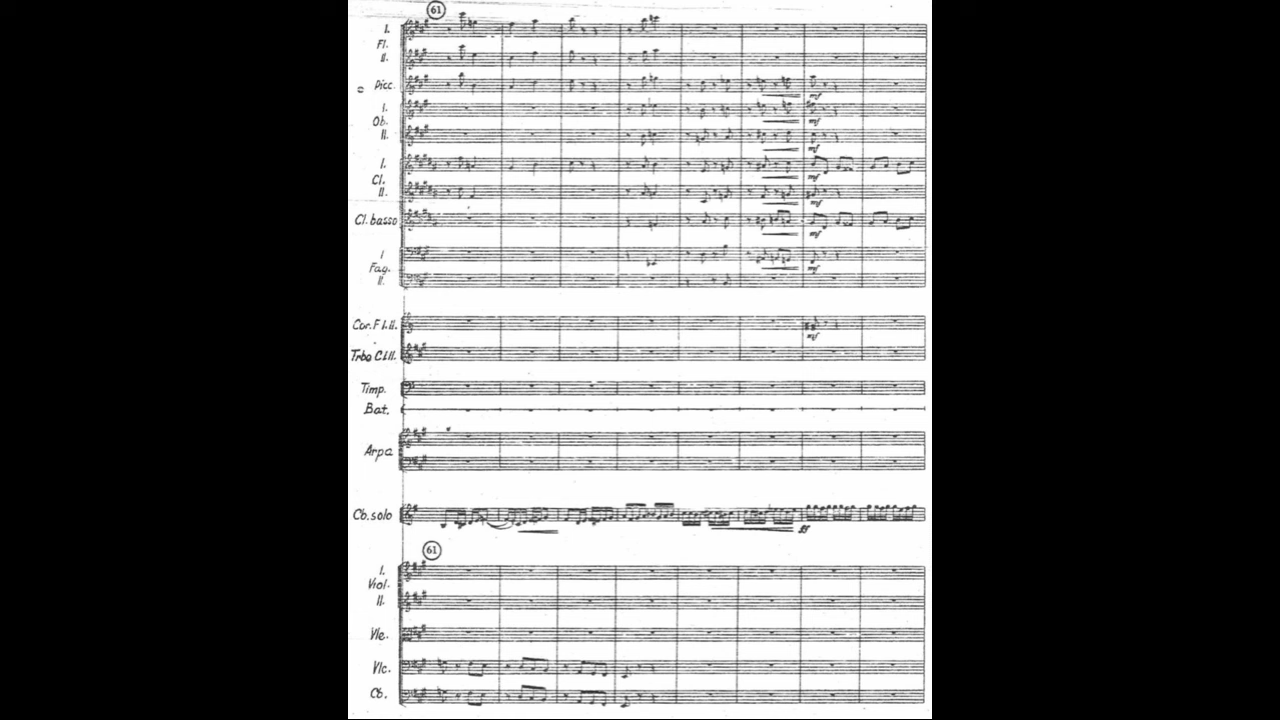 61
I.
Fl.
II.
Picc.
I.
Ob.
II.
I.
Cl.
II.
Cl. basso
I
Fag.
II.
Cor. F I. II.
Trbe C I. II.
Timp.
Bat.
Arpa
Cb. solo
61
I.
Viol.
II.
Vle.
Vlc.
Cb.
mf
mf
mf
mf
mf
mf
mf
mf
ff